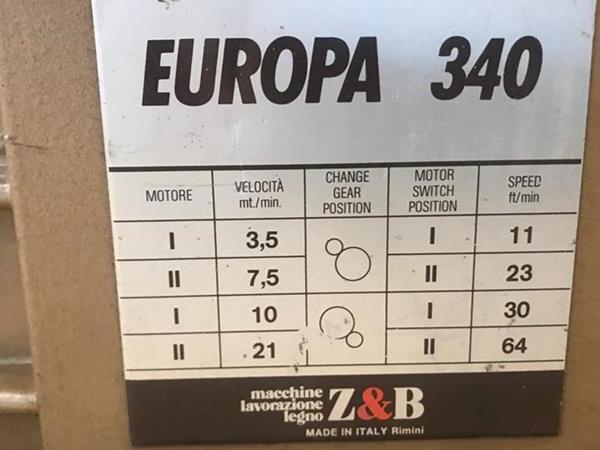 EUROPA 340
MOTORE VELOCITÀ mt./min. CHANGE GEAR POSITION MOTOR SWITCH POSITION SPEED ft/min
I 3,5 I 11
II 7,5 II 23
I 10 I 30
II 21 II 64
macchine
lavorazione
legno
Z&B
MADE IN ITALY Rimini